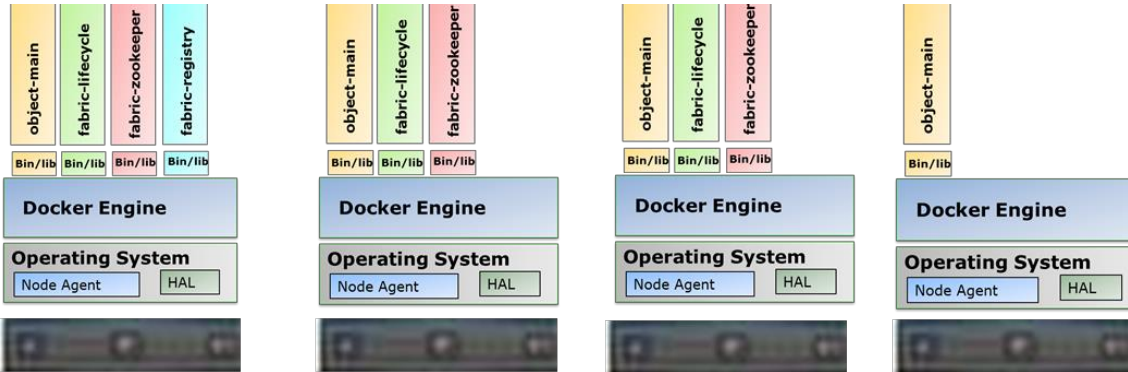 object-main
fabric-lifecycle
fabric-zookeeper
fabric-registry
Bin/lib
Bin/lib
Bin/lib
Bin/lib
Docker Engine
Operating System
Node Agent
HAL
object-main
fabric-lifecycle
fabric-zookeeper
Bin/lib
Bin/lib
Bin/lib
Docker Engine
Operating System
Node Agent
HAL
object-main
fabric-lifecycle
fabric-zookeeper
Bin/lib
Bin/lib
Bin/lib
Docker Engine
Operating System
Node Agent
HAL
object-main
Bin/lib
Docker Engine
Operating System
Node Agent
HAL